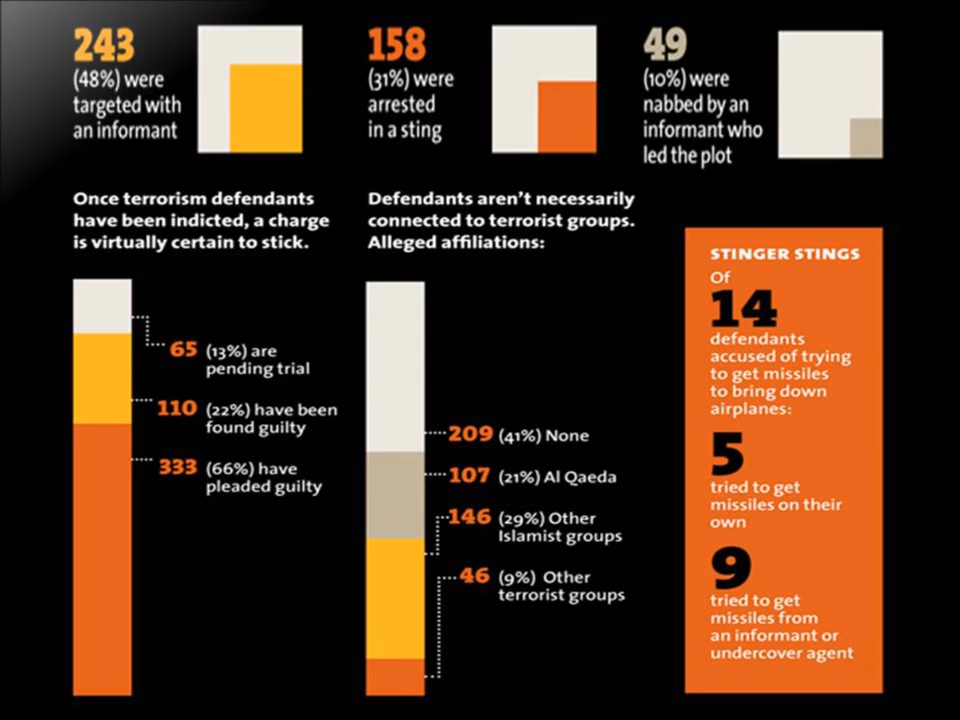 243
(48%) were
targeted with
an informant
158
(31%) were
arrested
in a sting
49
(10%) were
nabbed by an
informant who
led the plot
Once terrorism defendants
have been indicted, a charge
is virtually certain to stick.
65 (13%) are
pending trial
110 (22%) have been
found guilty
333 (66%) have
pleaded guilty
Defendants aren't necessarily
connected to terrorist groups.
Alleged affiliations:
209 (41%) None
107 (21%) Al Qaeda
146 (29%) Other
Islamist groups
46 (9%) Other
terrorist groups
STINGER STINGS
Of
14
defendants
accused of trying
to get missiles
to bring down
airplanes:
5
tried to get
missiles on their
own
9
tried to get
missiles from
an informant or
undercover agent